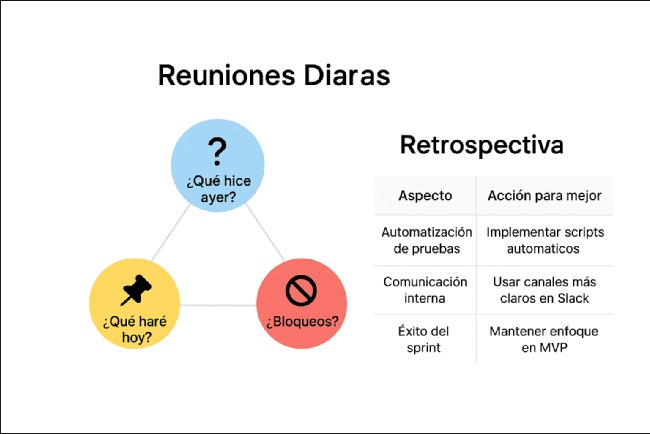 Reuniones Diaras
?
¿Qué hice
ayer?
¿Qué haré
hoy?
¿Bloqueos?
Retrospectiva
Aspecto Acción para mejor
Automatización Implementar scripts
de pruebas automaticos
Comunicación Usar canales más
interna claros en Slack
Éxito del Mantener enfoque
sprint en MVP